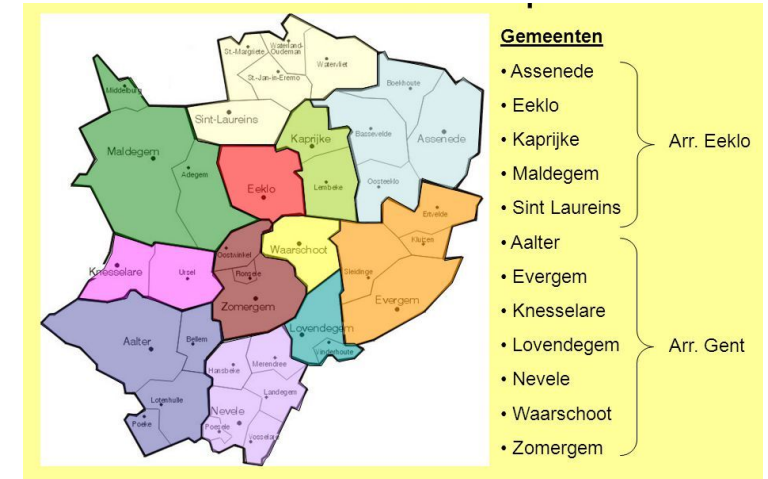 Gemeenten
• Assenede
• Eeklo
• Kaprijke
• Maldegem
• Sint Laureins
Arr. Eeklo
• Aalter
• Evergem
• Knesselare
• Lovendegem
• Nevele
• Waarschoot
• Zomergem
Arr. Gent
St.-Margriete
Waterland-
Oudeman
Watervliet
St.-Jan-in-Eremo
Sint-Laureins
Middelburg
Maldegem
Adegem
Boekhoute
Bassevelde
Assenede
Oosteeklo
Kaprijke
Lembeke
Eeklo
Ertvelde
Kluizen
Sleidinge
Evergem
Waarschoot
Oostwinkel
Ronsele
Zomergem
Knesselare
Ursel
Lovendegem
Vinderhoute
Aalter
Bellem
Lotenhulle
Poeke
Hansbeke
Merendree
Landegem
Nevele
Poesele
Vosselare